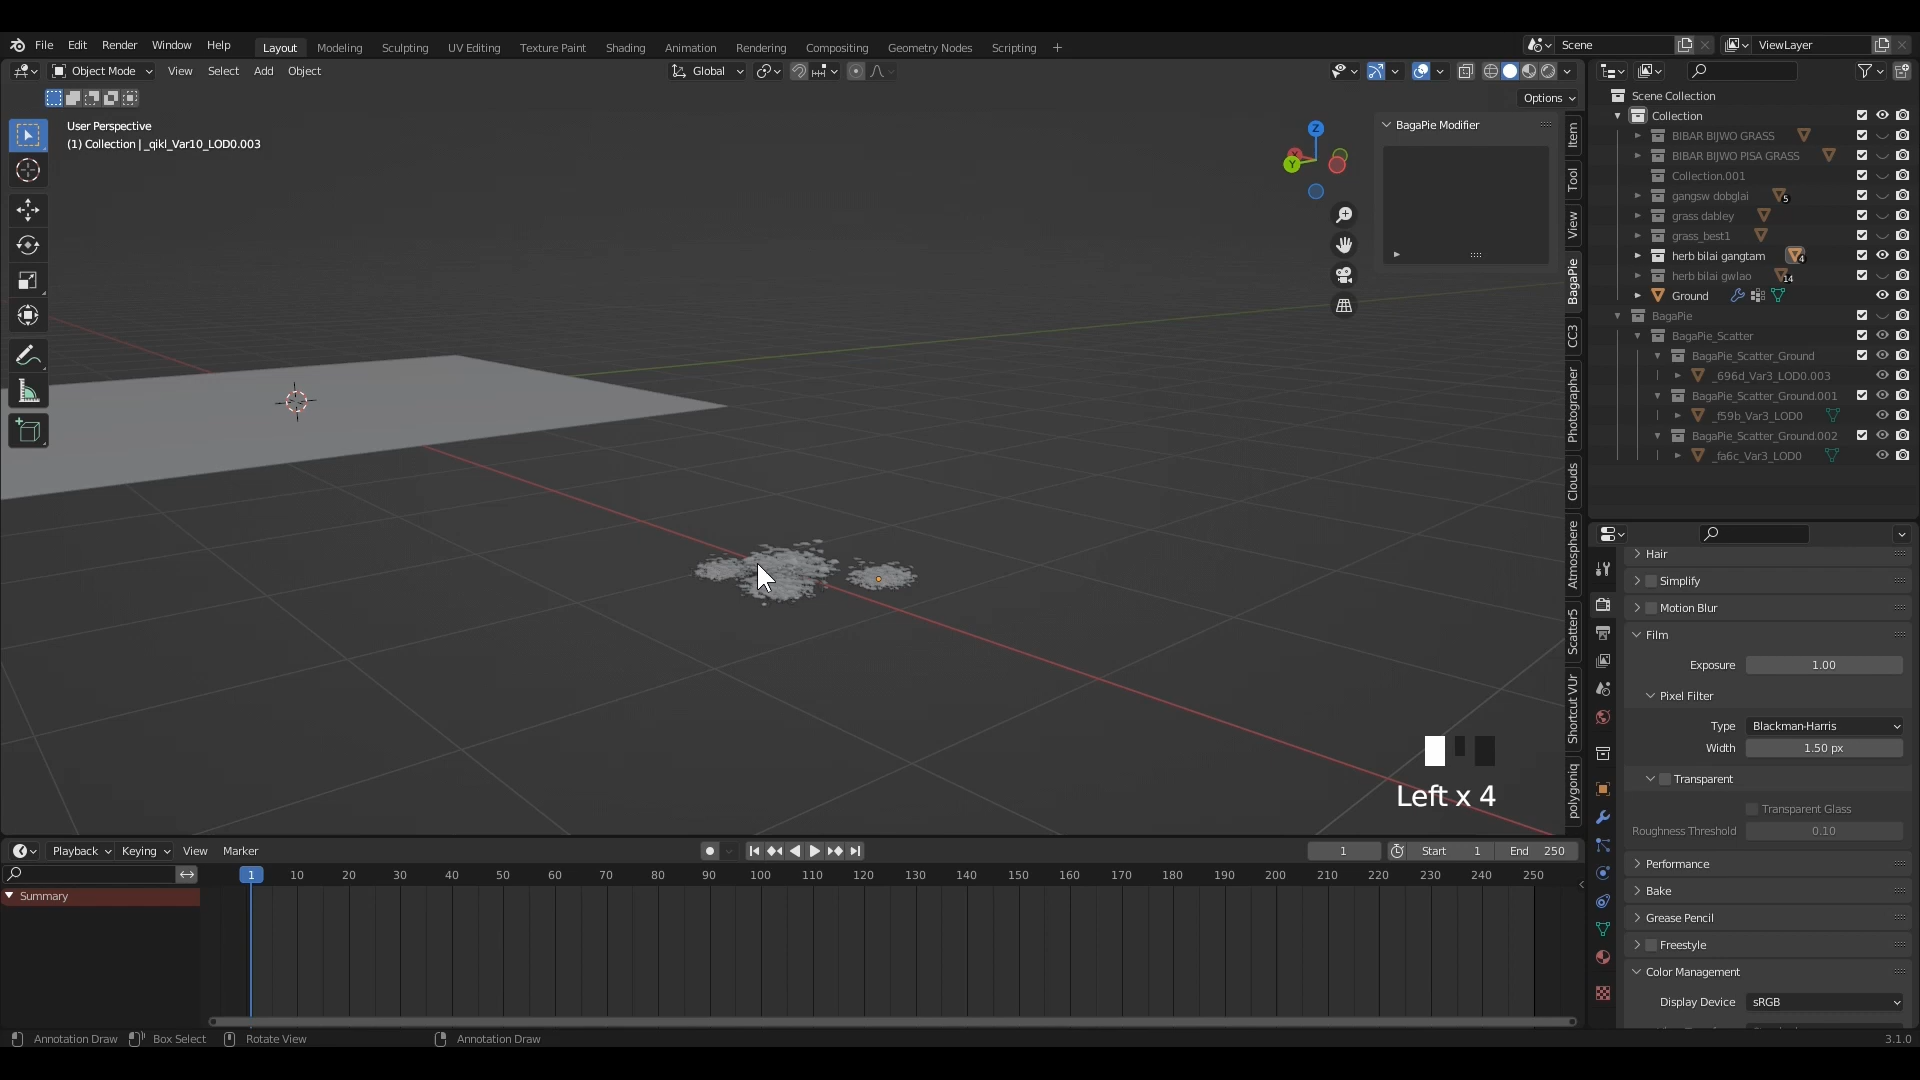 File Edit Render Window Help
Layout Modeling Sculpting UV Editing Texture Paint Shading Animation Rendering Compositing Geometry Nodes Scripting +
Scene
ViewLayer
Object Mode View Select Add Object
Global
Options
User Perspective
(1) Collection | _qikl_Var10_LOD0.003
Z
X
Y
BagaPie Modifier
Item
Tool
View
BagaPie
CC3
Photographer
Clouds
Atmosphere
Scatter5
Shortcut VUr
polygoniq
Left x 4
Scene Collection
Collection
BIBAR BIJWO GRASS
BIBAR BIJWO PISA GRASS
Collection.001
gangsw dobglai 5
grass dabley
grass_best1
herb bilai gangtam 4
herb bilai gwlao 14
Ground
BagaPie
BagaPie_Scatter
BagaPie_Scatter_Ground
_696d_Var3_LOD0.003
BagaPie_Scatter_Ground.001
_f59b_Var3_LOD0
BagaPie_Scatter_Ground.002
_fa6c_Var3_LOD0
Hair
Simplify
Motion Blur
Film
Exposure 1.00
Pixel Filter
Type Blackman-Harris
Width 1.50 px
Transparent
Transparent Glass
Roughness Threshold 0.10
Performance
Bake
Grease Pencil
Freestyle
Color Management
Display Device sRGB
Playback Keying View Marker
1 Start 1 End 250
1 10 20 30 40 50 60 70 80 90 100 110 120 130 140 150 160 170 180 190 200 210 220 230 240 250
Summary
Annotation Draw Box Select Rotate View Annotation Draw
3.1.0